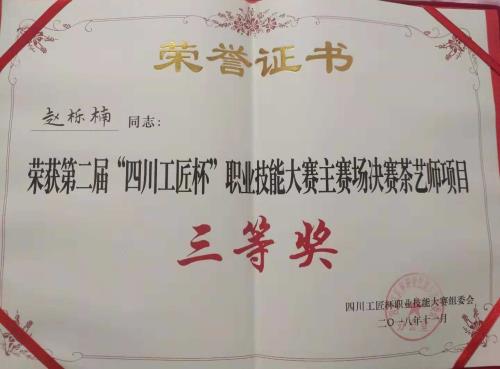 荣誉证书
赵栎楠 同志：
荣获第二届“四川工匠杯”职业技能大赛主赛场决赛茶艺师项目
三等奖
四川工匠杯职业技能大赛组委会
二〇一八年十一月